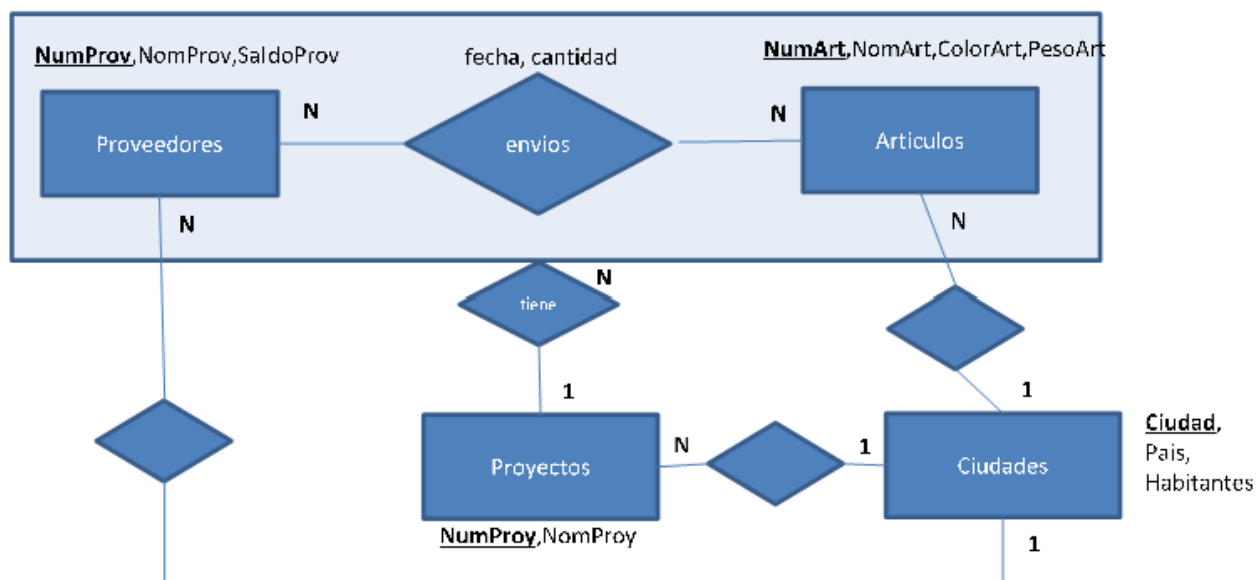 NumProv,NomProv,SaldoProv
fecha, cantidad
NumArt,NomArt,ColorArt,PesoArt
Proveedores
N
envios
N
Articulos
N
N
tiene
N
1
1
Proyectos
N
1
Ciudades
Ciudad,
Pais,
Habitantes
NumProy,NomProy
1